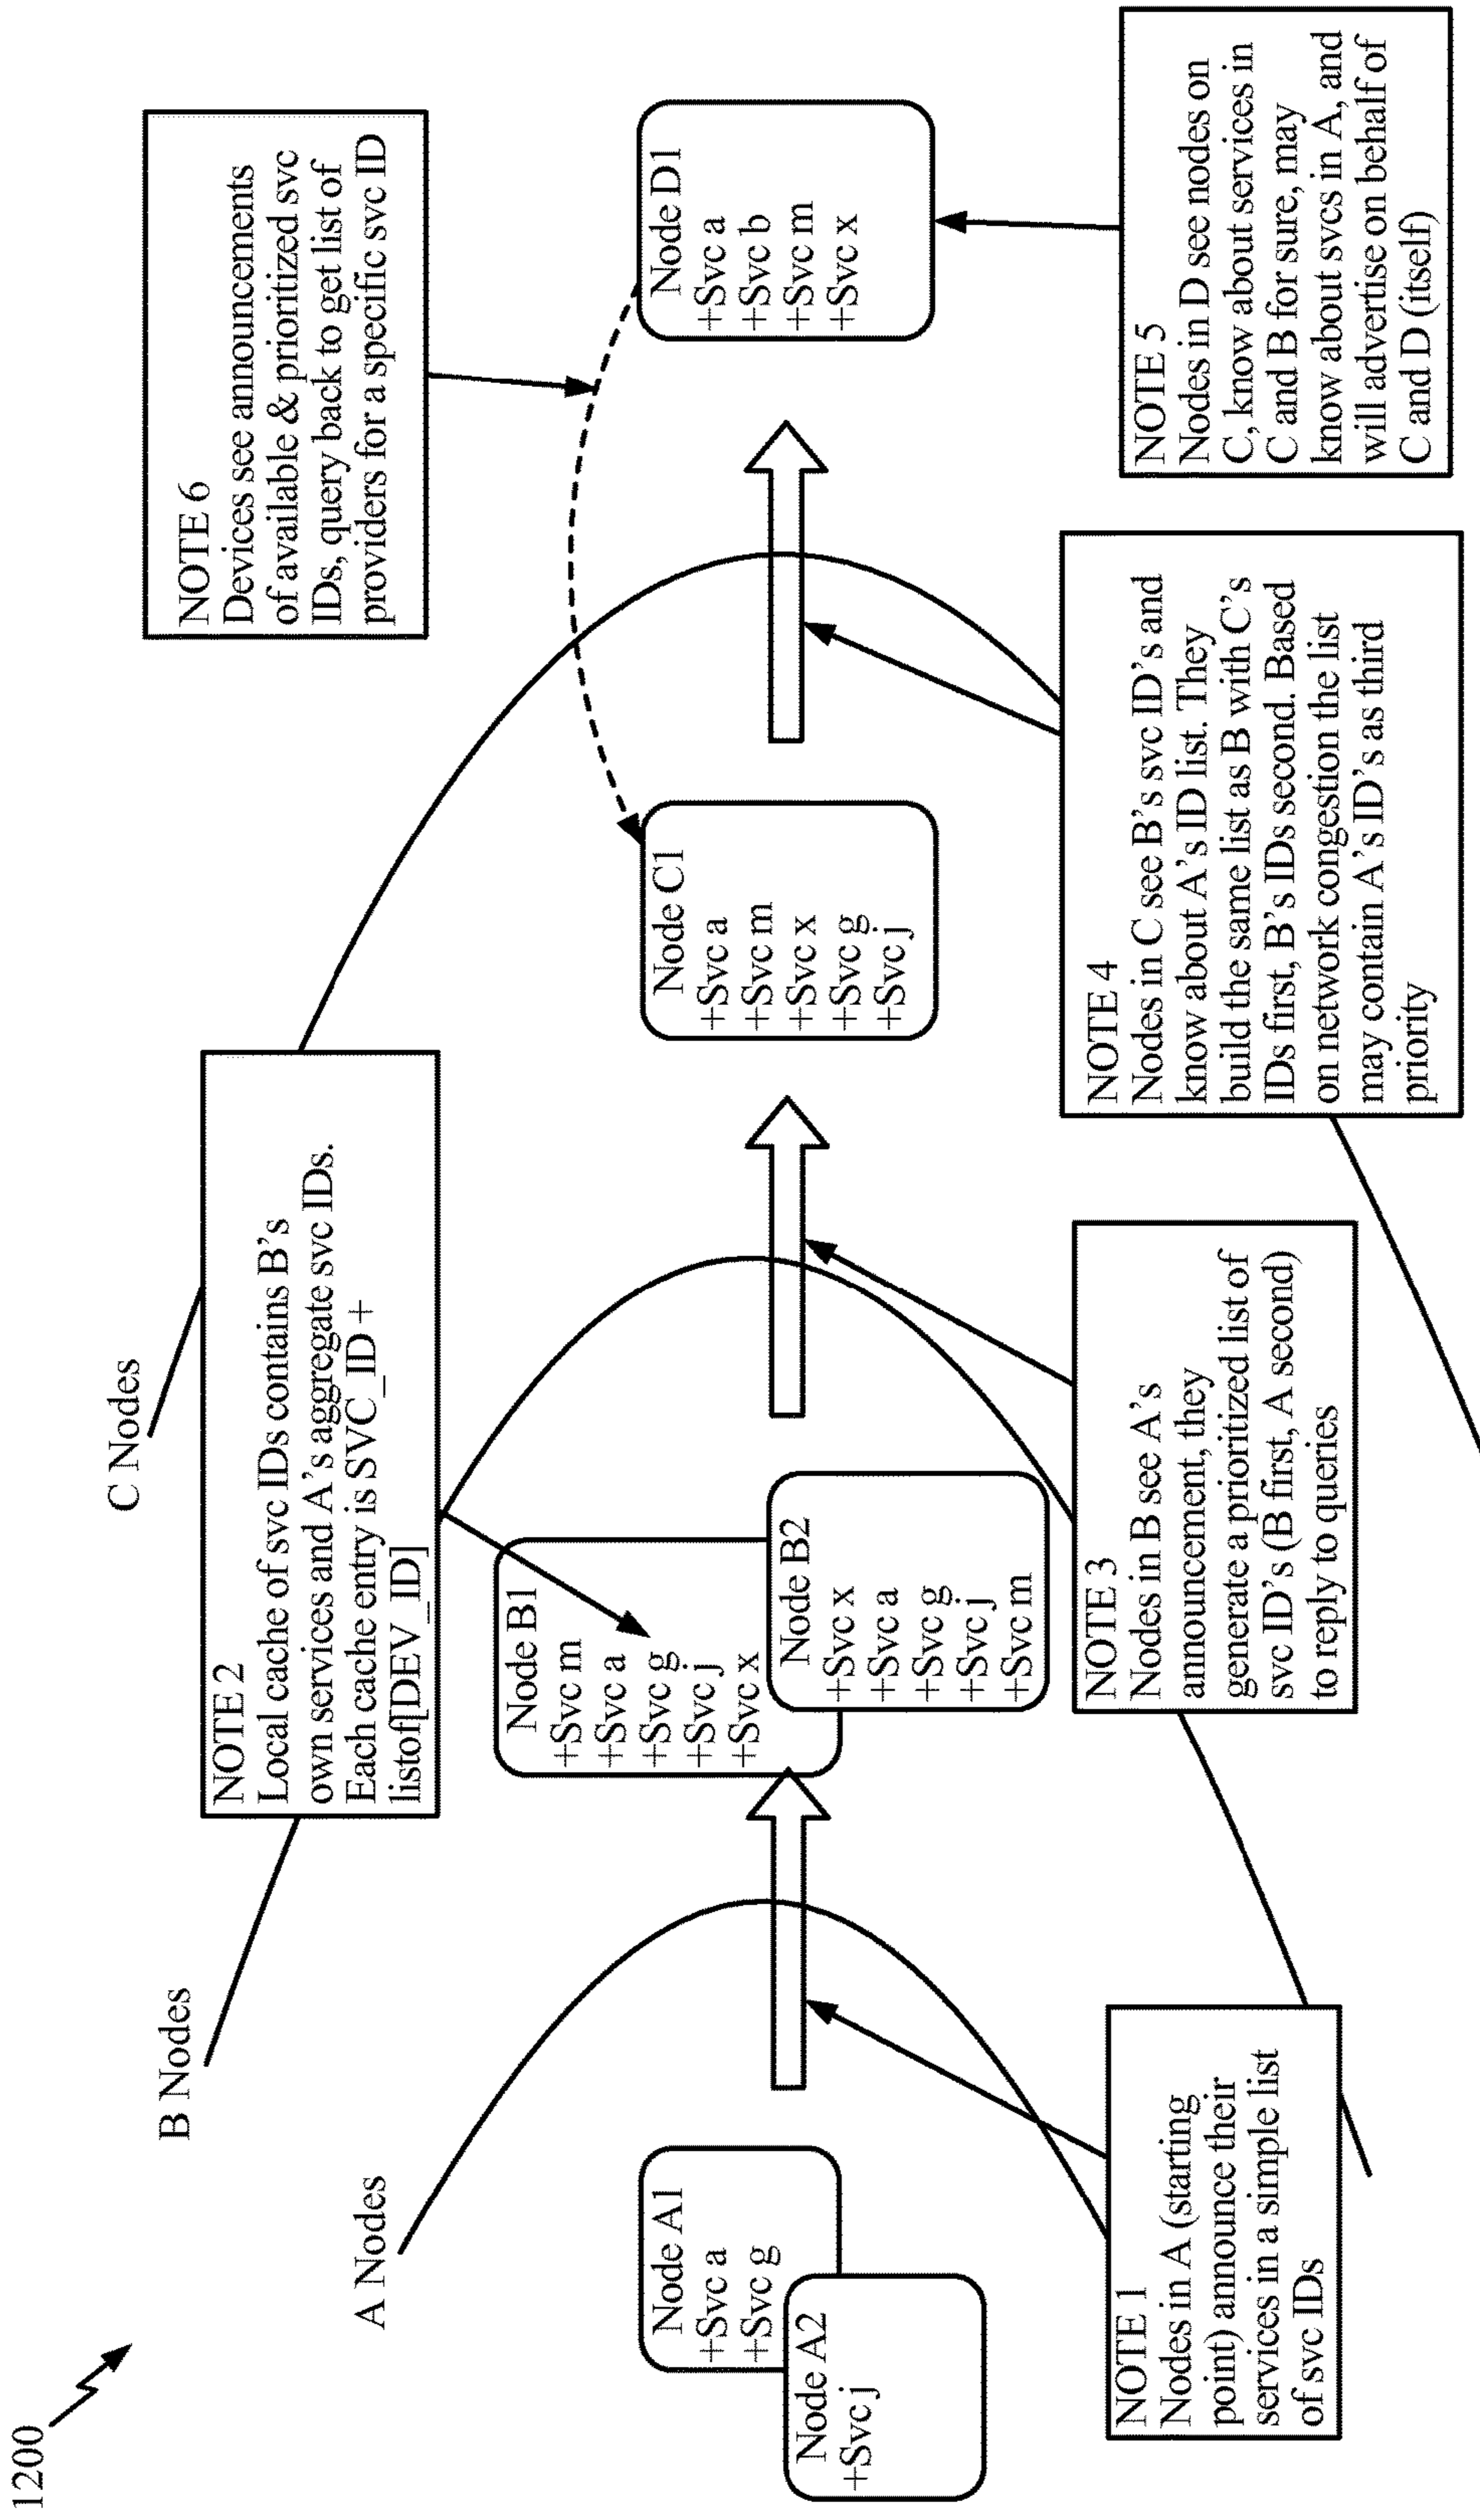 1200
A Nodes
B Nodes
C Nodes
NOTE 2
Local cache of svc IDs contains B's
own services and A's aggregate svc IDs.
Each cache entry is SVC_ID +
listof[DEV_ID]
NOTE 6
Devices see announcements
of available & prioritized svc
IDs, query back to get list of
providers for a specific svc ID
Node A1
+Svc a
+Svc g
Node A2
+Svc j
Node B1
+Svc m
+Svc a
+Svc g
+Svc j
+Svc x
Node B2
+Svc x
+Svc a
+Svc g
+Svc j
+Svc m
Node C1
+Svc a
+Svc m
+Svc x
+Svc g
+Svc j
Node D1
+Svc a
+Svc b
+Svc m
+Svc x
NOTE 1
Nodes in A (starting
point) announce their
services in a simple list
of svc IDs
NOTE 3
Nodes in B see A's
announcement, they
generate a prioritized list of
svc ID's (B first, A second)
to reply to queries
NOTE 4
Nodes in C see B's svc ID's and
know about A's ID list. They
build the same list as B with C's
IDs first, B's IDs second. Based
on network congestion the list
may contain A's ID's as third
priority
NOTE 5
Nodes in D see nodes on
C, know about services in
C and B for sure, may
know about svcs in A, and
will advertise on behalf of
C and D (itself)